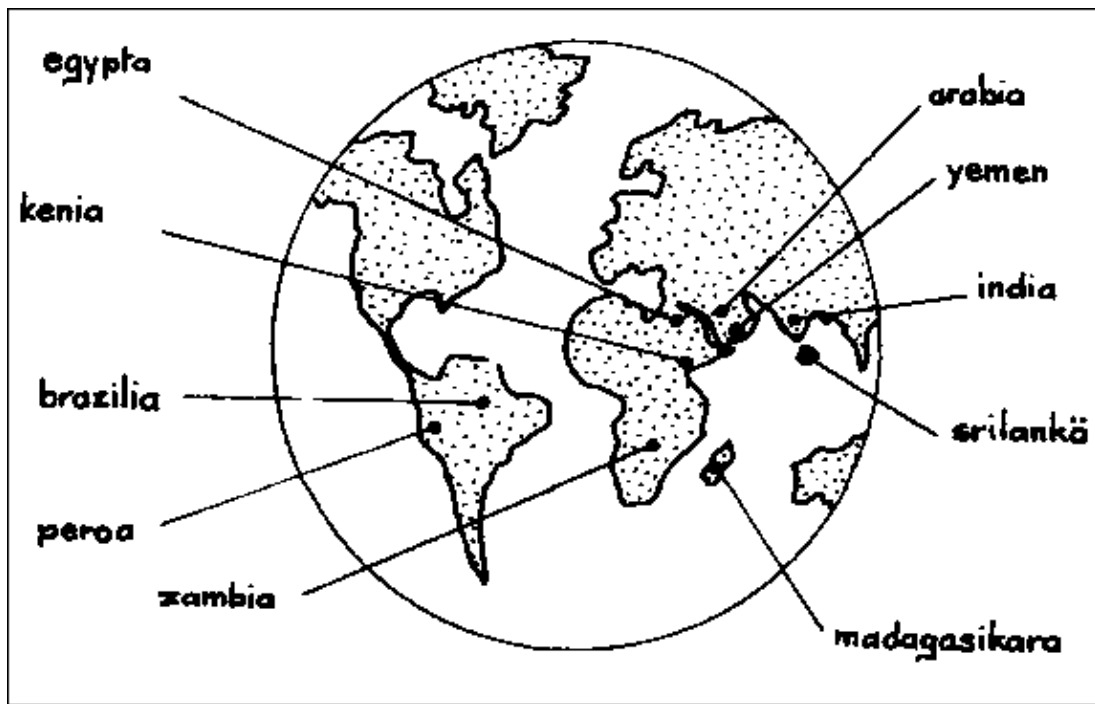 egypta
arabia
yemen
kenia
india
brazilia
srilankä
peroa
zambia
madagasikara